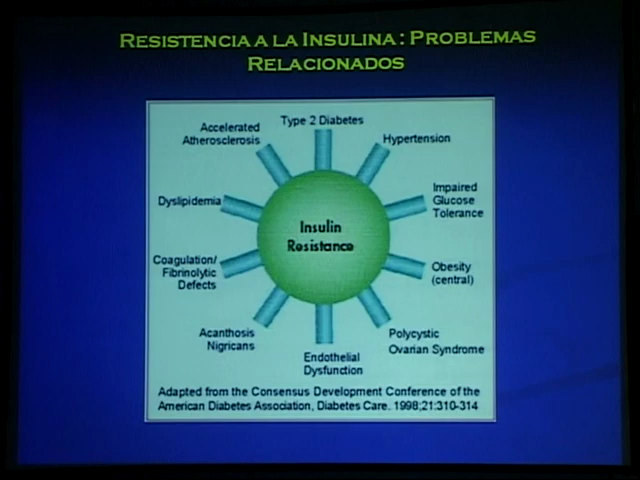 RESISTENCIA A LA INSULINA : PROBLEMAS
RELACIONADOS
Type 2 Diabetes
Accelerated
Atherosclerosis
Hypertension
Dyslipidemia
Impaired
Glucose
Tolerance
Insulin
Resistance
Coagulation/
Fibrinolytic
Defects
Obesity
(central)
Acanthosis
Nigricans
Polycystic
Ovarian Syndrome
Endothelial
Dysfunction
Adapted from the Consensus Development Conference of the
American Diabetes Association, Diabetes Care. 1998;21:310-314